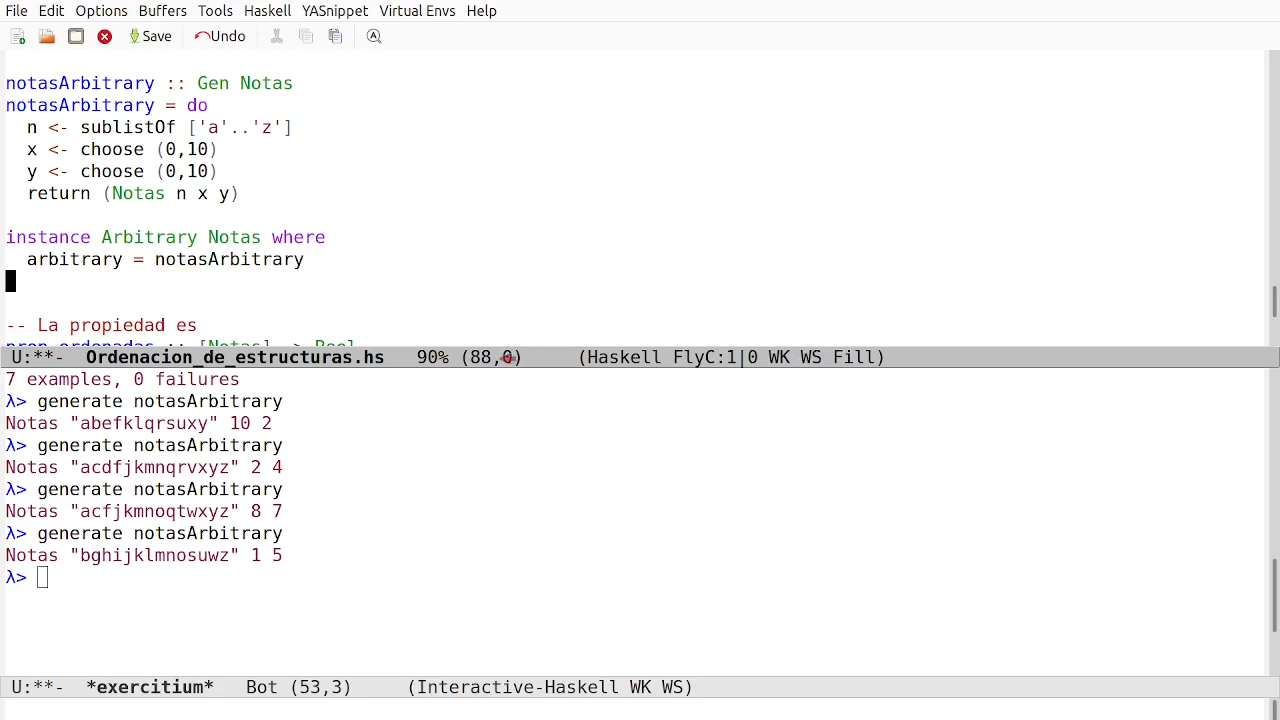 File Edit Options Buffers Tools Haskell YASnippet Virtual Envs Help
Save Undo
notasArbitrary :: Gen Notas
notasArbitrary = do
  n <- sublistOf ['a'..'z']
  x <- choose (0,10)
  y <- choose (0,10)
  return (Notas n x y)
instance Arbitrary Notas where
  arbitrary = notasArbitrary
-- La propiedad es
prop_ordenadas :: [Notas] -> Bool
U:**-  Ordenacion_de_estructuras.hs   90% (88,0)     (Haskell FlyC:1|0 WK WS Fill)
7 examples, 0 failures
λ> generate notasArbitrary
Notas "abefklqrsuxy" 10 2
λ> generate notasArbitrary
Notas "acdfjkmnqrvxyz" 2 4
λ> generate notasArbitrary
Notas "acfjkmnoqtwxyz" 8 7
λ> generate notasArbitrary
Notas "bghijklmnosuwz" 1 5
λ>
U:**-  *exercitium*   Bot (53,3)     (Interactive-Haskell WK WS)